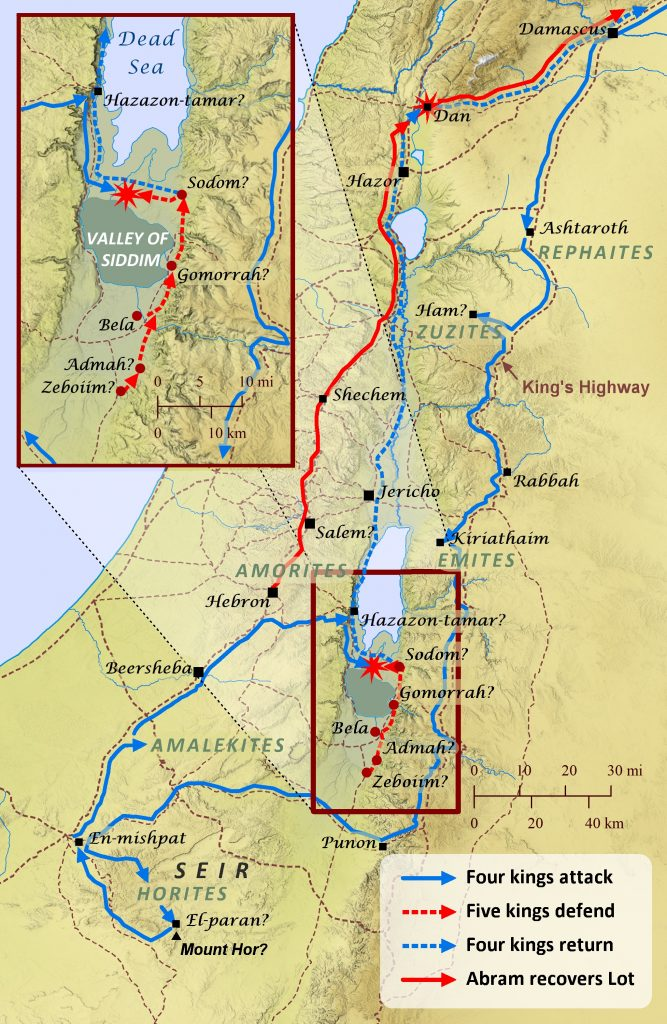 Dead
Sea
Hazazon-tamar?
Sodom?
VALLEY OF
SIDDIM
Gomorrah?
Bela
Admah?
Zeboiim?
0 5 10 mi
0 10 km
Damascus
Dan
Hazor
Ashtaroth
REPHAITES
Ham?
ZUZITES
King's Highway
Shechem
Rabbah
Jericho
Salem?
Kiriathaim
AMORITES
EMITES
Hebron
Hazazon-tamar?
Sodom?
Beersheba
Gomorrah?
Bela
AMALEKITES
Admah?
Zeboiim?
0 10 20 30 mi
0 20 40 km
En-mishpat
Punon
SEIR
HORITES
El-paran?
Mount Hor?
Four kings attack
Five kings defend
Four kings return
Abram recovers Lot